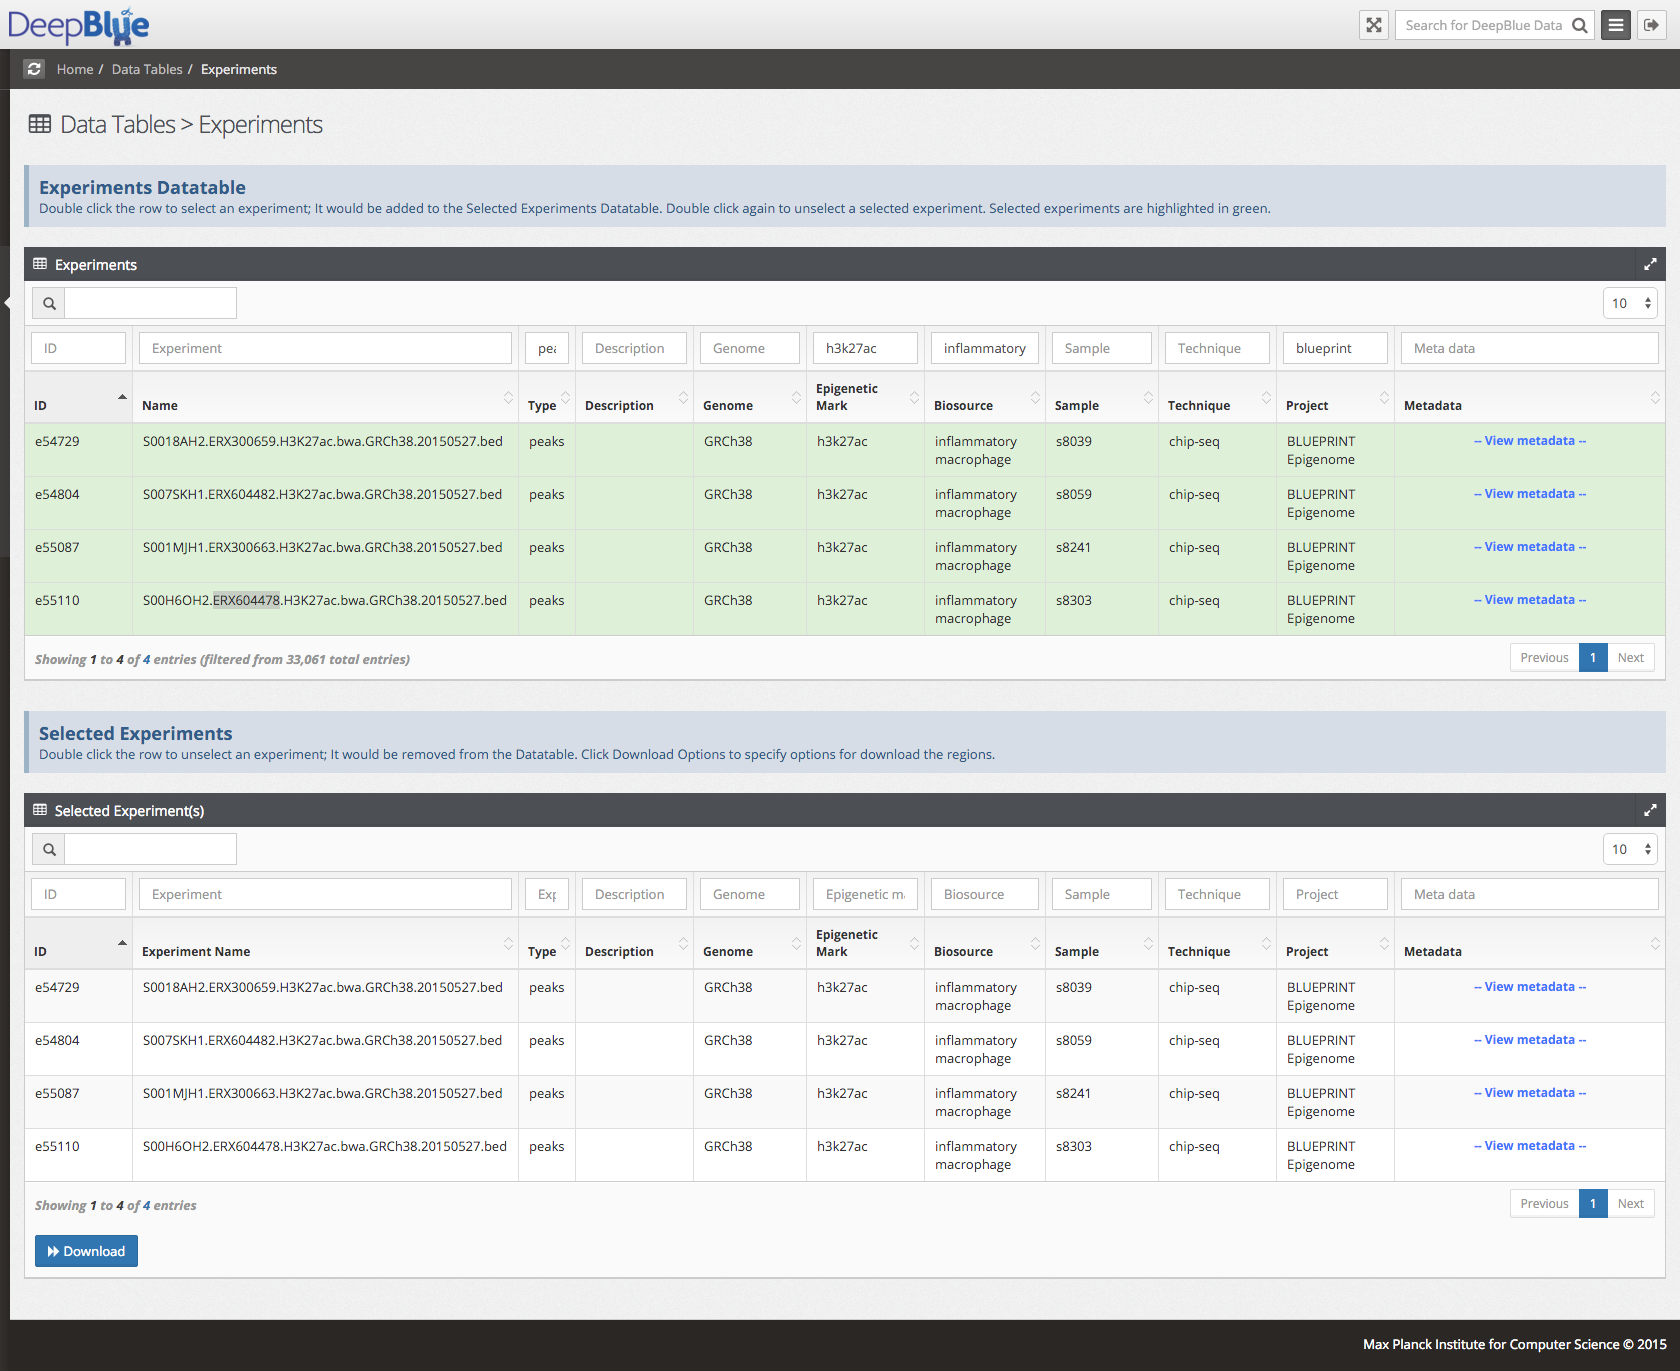 DeepBlue
Search for DeepBlue Data
Home / Data Tables / Experiments
Data Tables > Experiments
Experiments Datatable
Double click the row to select an experiment; It would be added to the Selected Experiments Datatable. Double click again to unselect a selected experiment. Selected experiments are highlighted in green.
Experiments
10
ID Experiment pea Description Genome h3k27ac inflammatory Sample Technique blueprint Meta data
ID Name Type Description Genome Epigenetic Mark Biosource Sample Technique Project Metadata
e54729 S0018AH2.ERX300659.H3K27ac.bwa.GRCh38.20150527.bed peaks GRCh38 h3k27ac inflammatory macrophage s8039 chip-seq BLUEPRINT Epigenome -- View metadata --
e54804 S007SKH1.ERX604482.H3K27ac.bwa.GRCh38.20150527.bed peaks GRCh38 h3k27ac inflammatory macrophage s8059 chip-seq BLUEPRINT Epigenome -- View metadata --
e55087 S001MJH1.ERX300663.H3K27ac.bwa.GRCh38.20150527.bed peaks GRCh38 h3k27ac inflammatory macrophage s8241 chip-seq BLUEPRINT Epigenome -- View metadata --
e55110 S00H6OH2.ERX604478.H3K27ac.bwa.GRCh38.20150527.bed peaks GRCh38 h3k27ac inflammatory macrophage s8303 chip-seq BLUEPRINT Epigenome -- View metadata --
Showing 1 to 4 of 4 entries (filtered from 33,061 total entries)
Previous 1 Next
Selected Experiments
Double click the row to unselect an experiment; It would be removed from the Datatable. Click Download Options to specify options for download the regions.
Selected Experiment(s)
10
ID Experiment Exp Description Genome Epigenetic m Biosource Sample Technique Project Meta data
ID Experiment Name Type Description Genome Epigenetic Mark Biosource Sample Technique Project Metadata
e54729 S0018AH2.ERX300659.H3K27ac.bwa.GRCh38.20150527.bed peaks GRCh38 h3k27ac inflammatory macrophage s8039 chip-seq BLUEPRINT Epigenome -- View metadata --
e54804 S007SKH1.ERX604482.H3K27ac.bwa.GRCh38.20150527.bed peaks GRCh38 h3k27ac inflammatory macrophage s8059 chip-seq BLUEPRINT Epigenome -- View metadata --
e55087 S001MJH1.ERX300663.H3K27ac.bwa.GRCh38.20150527.bed peaks GRCh38 h3k27ac inflammatory macrophage s8241 chip-seq BLUEPRINT Epigenome -- View metadata --
e55110 S00H6OH2.ERX604478.H3K27ac.bwa.GRCh38.20150527.bed peaks GRCh38 h3k27ac inflammatory macrophage s8303 chip-seq BLUEPRINT Epigenome -- View metadata --
Showing 1 to 4 of 4 entries
Previous 1 Next
Download
Max Planck Institute for Computer Science © 2015